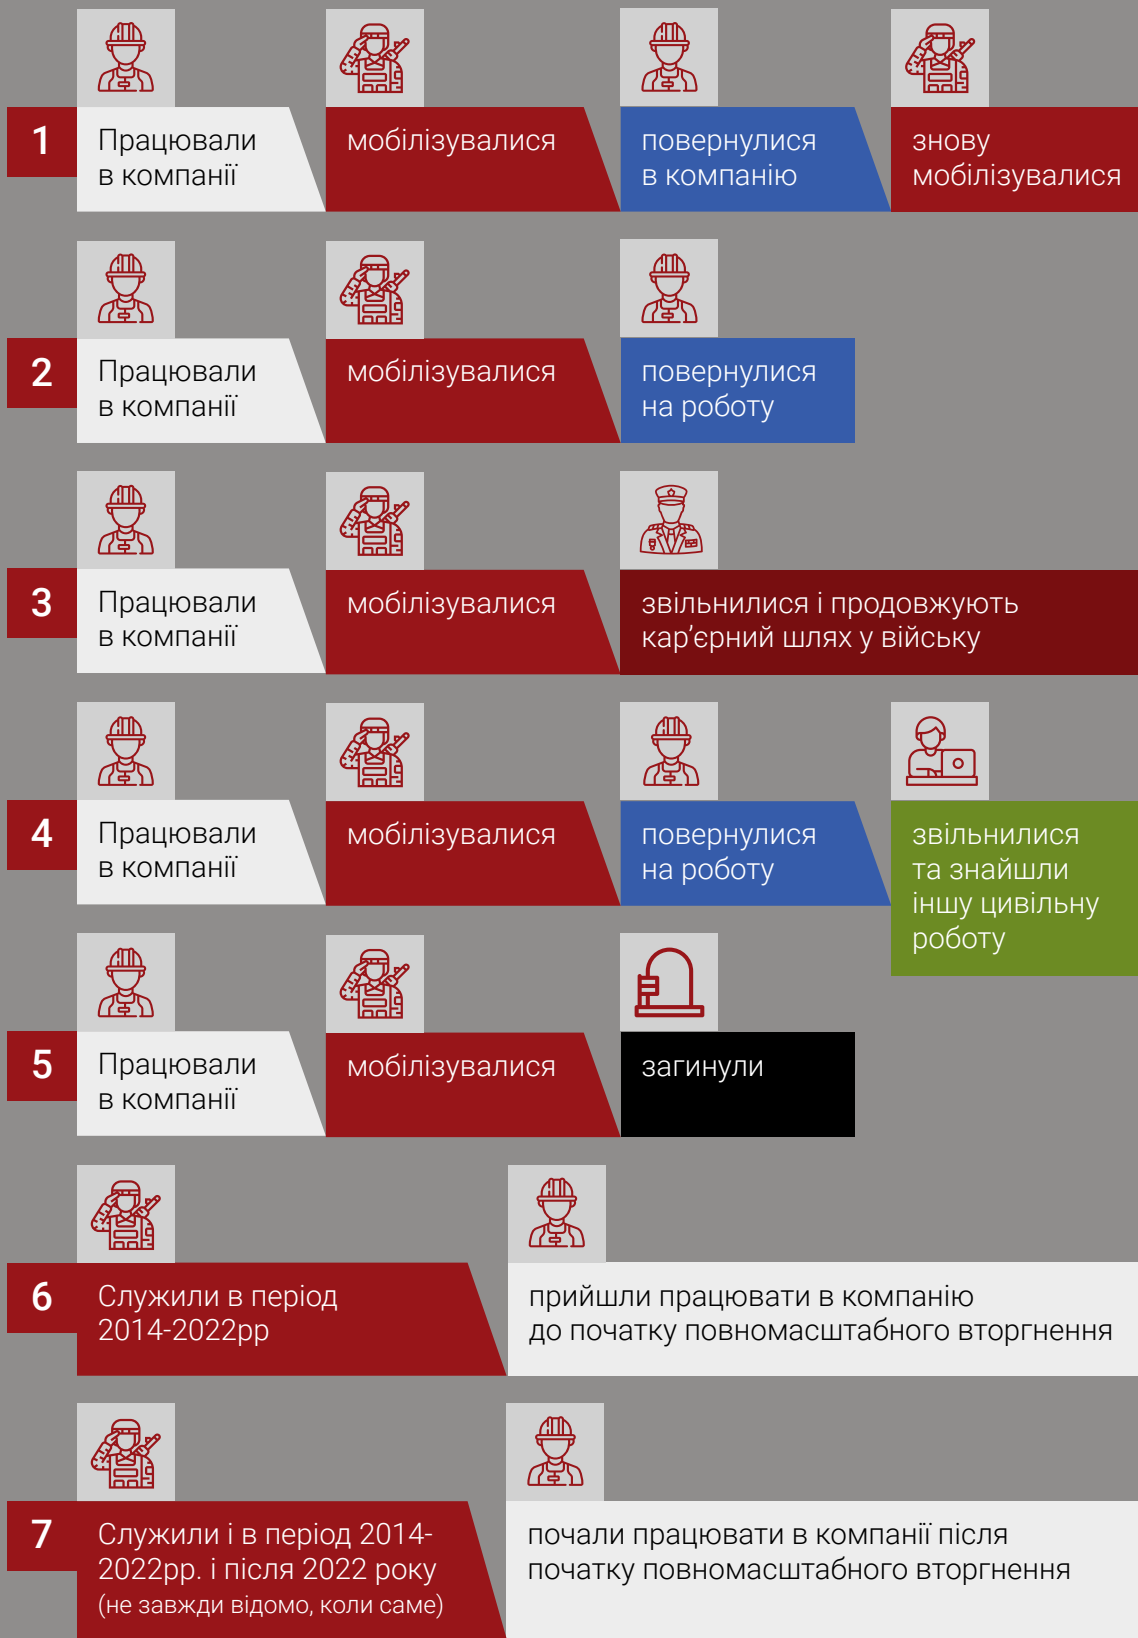 1
Працювали
в компанії
мобілізувалися
повернулися
в компанію
знову
мобілізувалися
2
Працювали
в компанії
мобілізувалися
повернулися
на роботу
3
Працювали
в компанії
мобілізувалися
звільнилися і продовжують
кар’єрний шлях у війську
4
Працювали
в компанії
мобілізувалися
повернулися
на роботу
звільнилися
та знайшли
іншу цивільну
роботу
5
Працювали
в компанії
мобілізувалися
загинули
6
Служили в період
2014-2022рр
прийшли працювати в компанію
до початку повномасштабного вторгнення
7
Служили і в період 2014-
2022рр. і після 2022 року
(не завжди відомо, коли саме)
почали працювати в компанії після
початку повномасштабного вторгнення